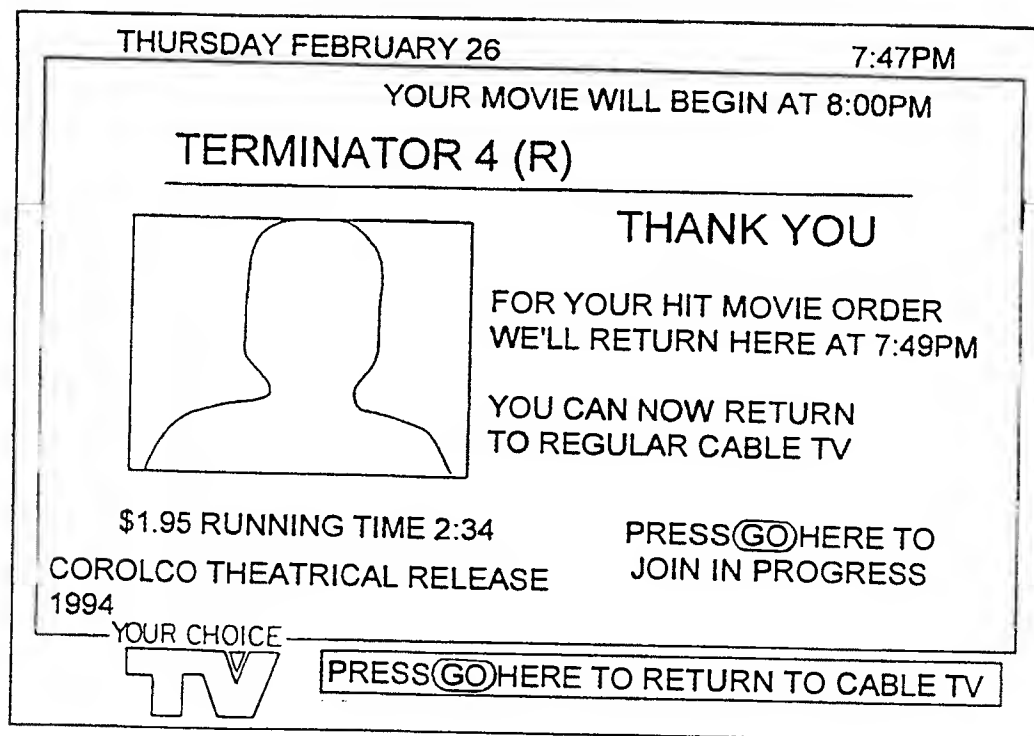 THURSDAY FEBRUARY 26 7:47PM
YOUR MOVIE WILL BEGIN AT 8:00PM
TERMINATOR 4 (R)
THANK YOU
FOR YOUR HIT MOVIE ORDER
WE'LL RETURN HERE AT 7:49PM
YOU CAN NOW RETURN
TO REGULAR CABLE TV
$1.95 RUNNING TIME 2:34
COROLCO THEATRICAL RELEASE
1994
PRESS GO HERE TO
JOIN IN PROGRESS
YOUR CHOICE
TV
PRESS GO HERE TO RETURN TO CABLE TV